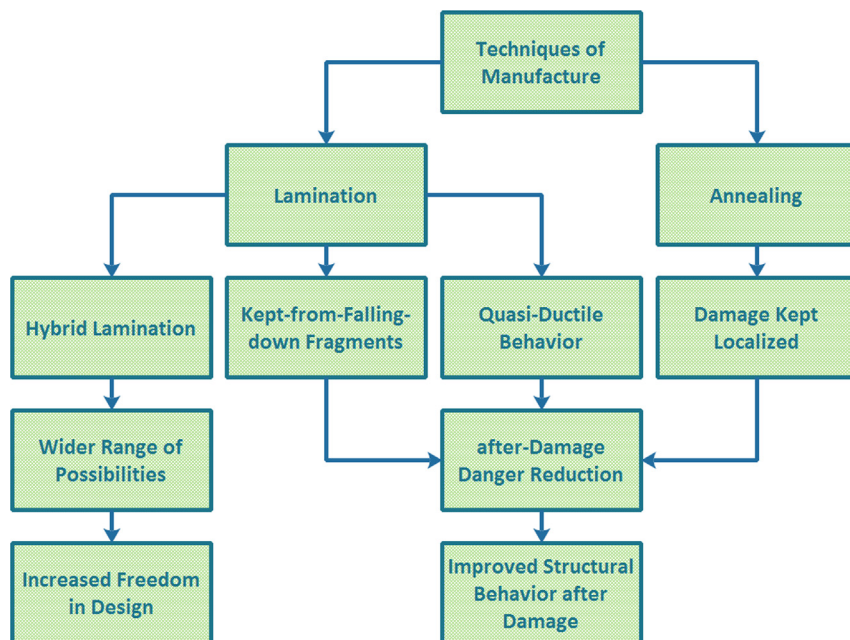 Techniques of
Manufacture
Lamination
Annealing
Hybrid Lamination
Kept-from-Falling-
down Fragments
Quasi-Ductile
Behavior
Damage Kept
Localized
Wider Range of
Possibilities
after-Damage
Danger Reduction
Increased Freedom
in Design
Improved Structural
Behavior after
Damage